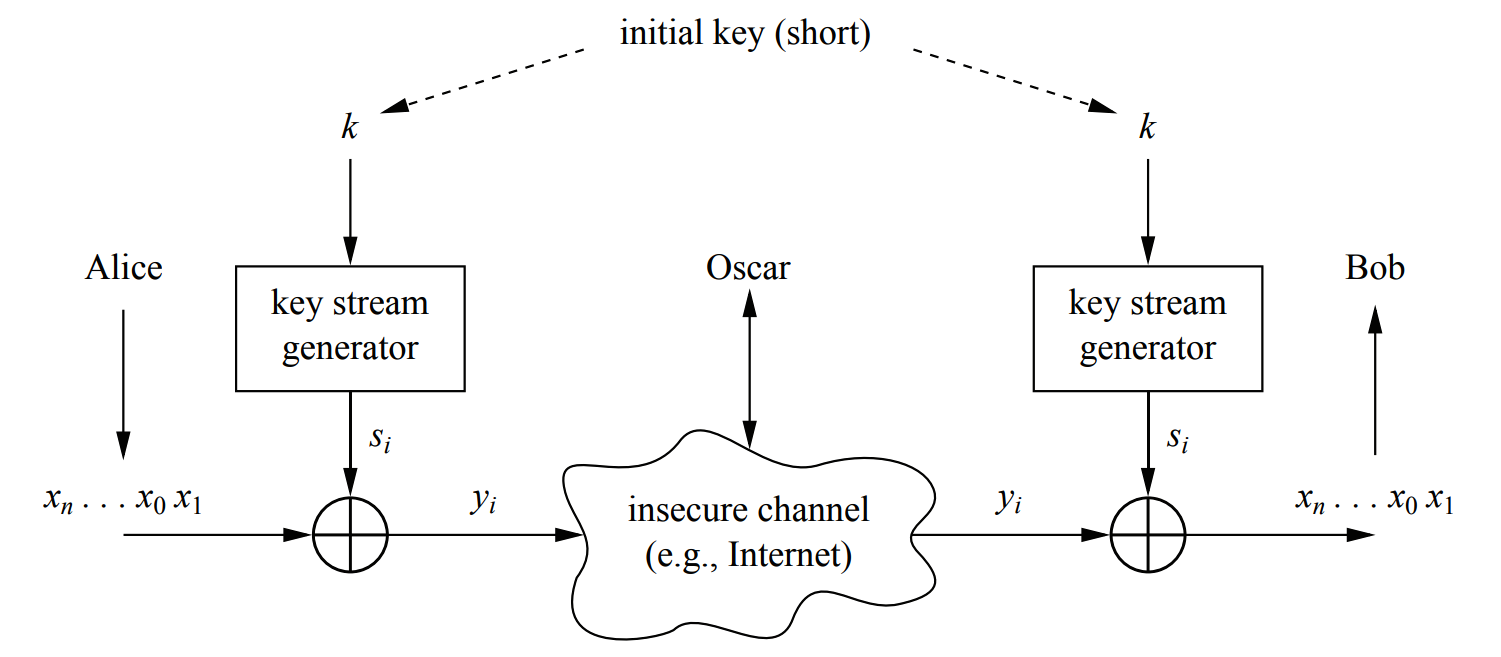 initial key (short)
k
k
Alice
Oscar
Bob
key stream
generator
key stream
generator
s_i
s_i
x_n . . . x_0 x_1
y_i
insecure channel
(e.g., Internet)
y_i
x_n . . . x_0 x_1